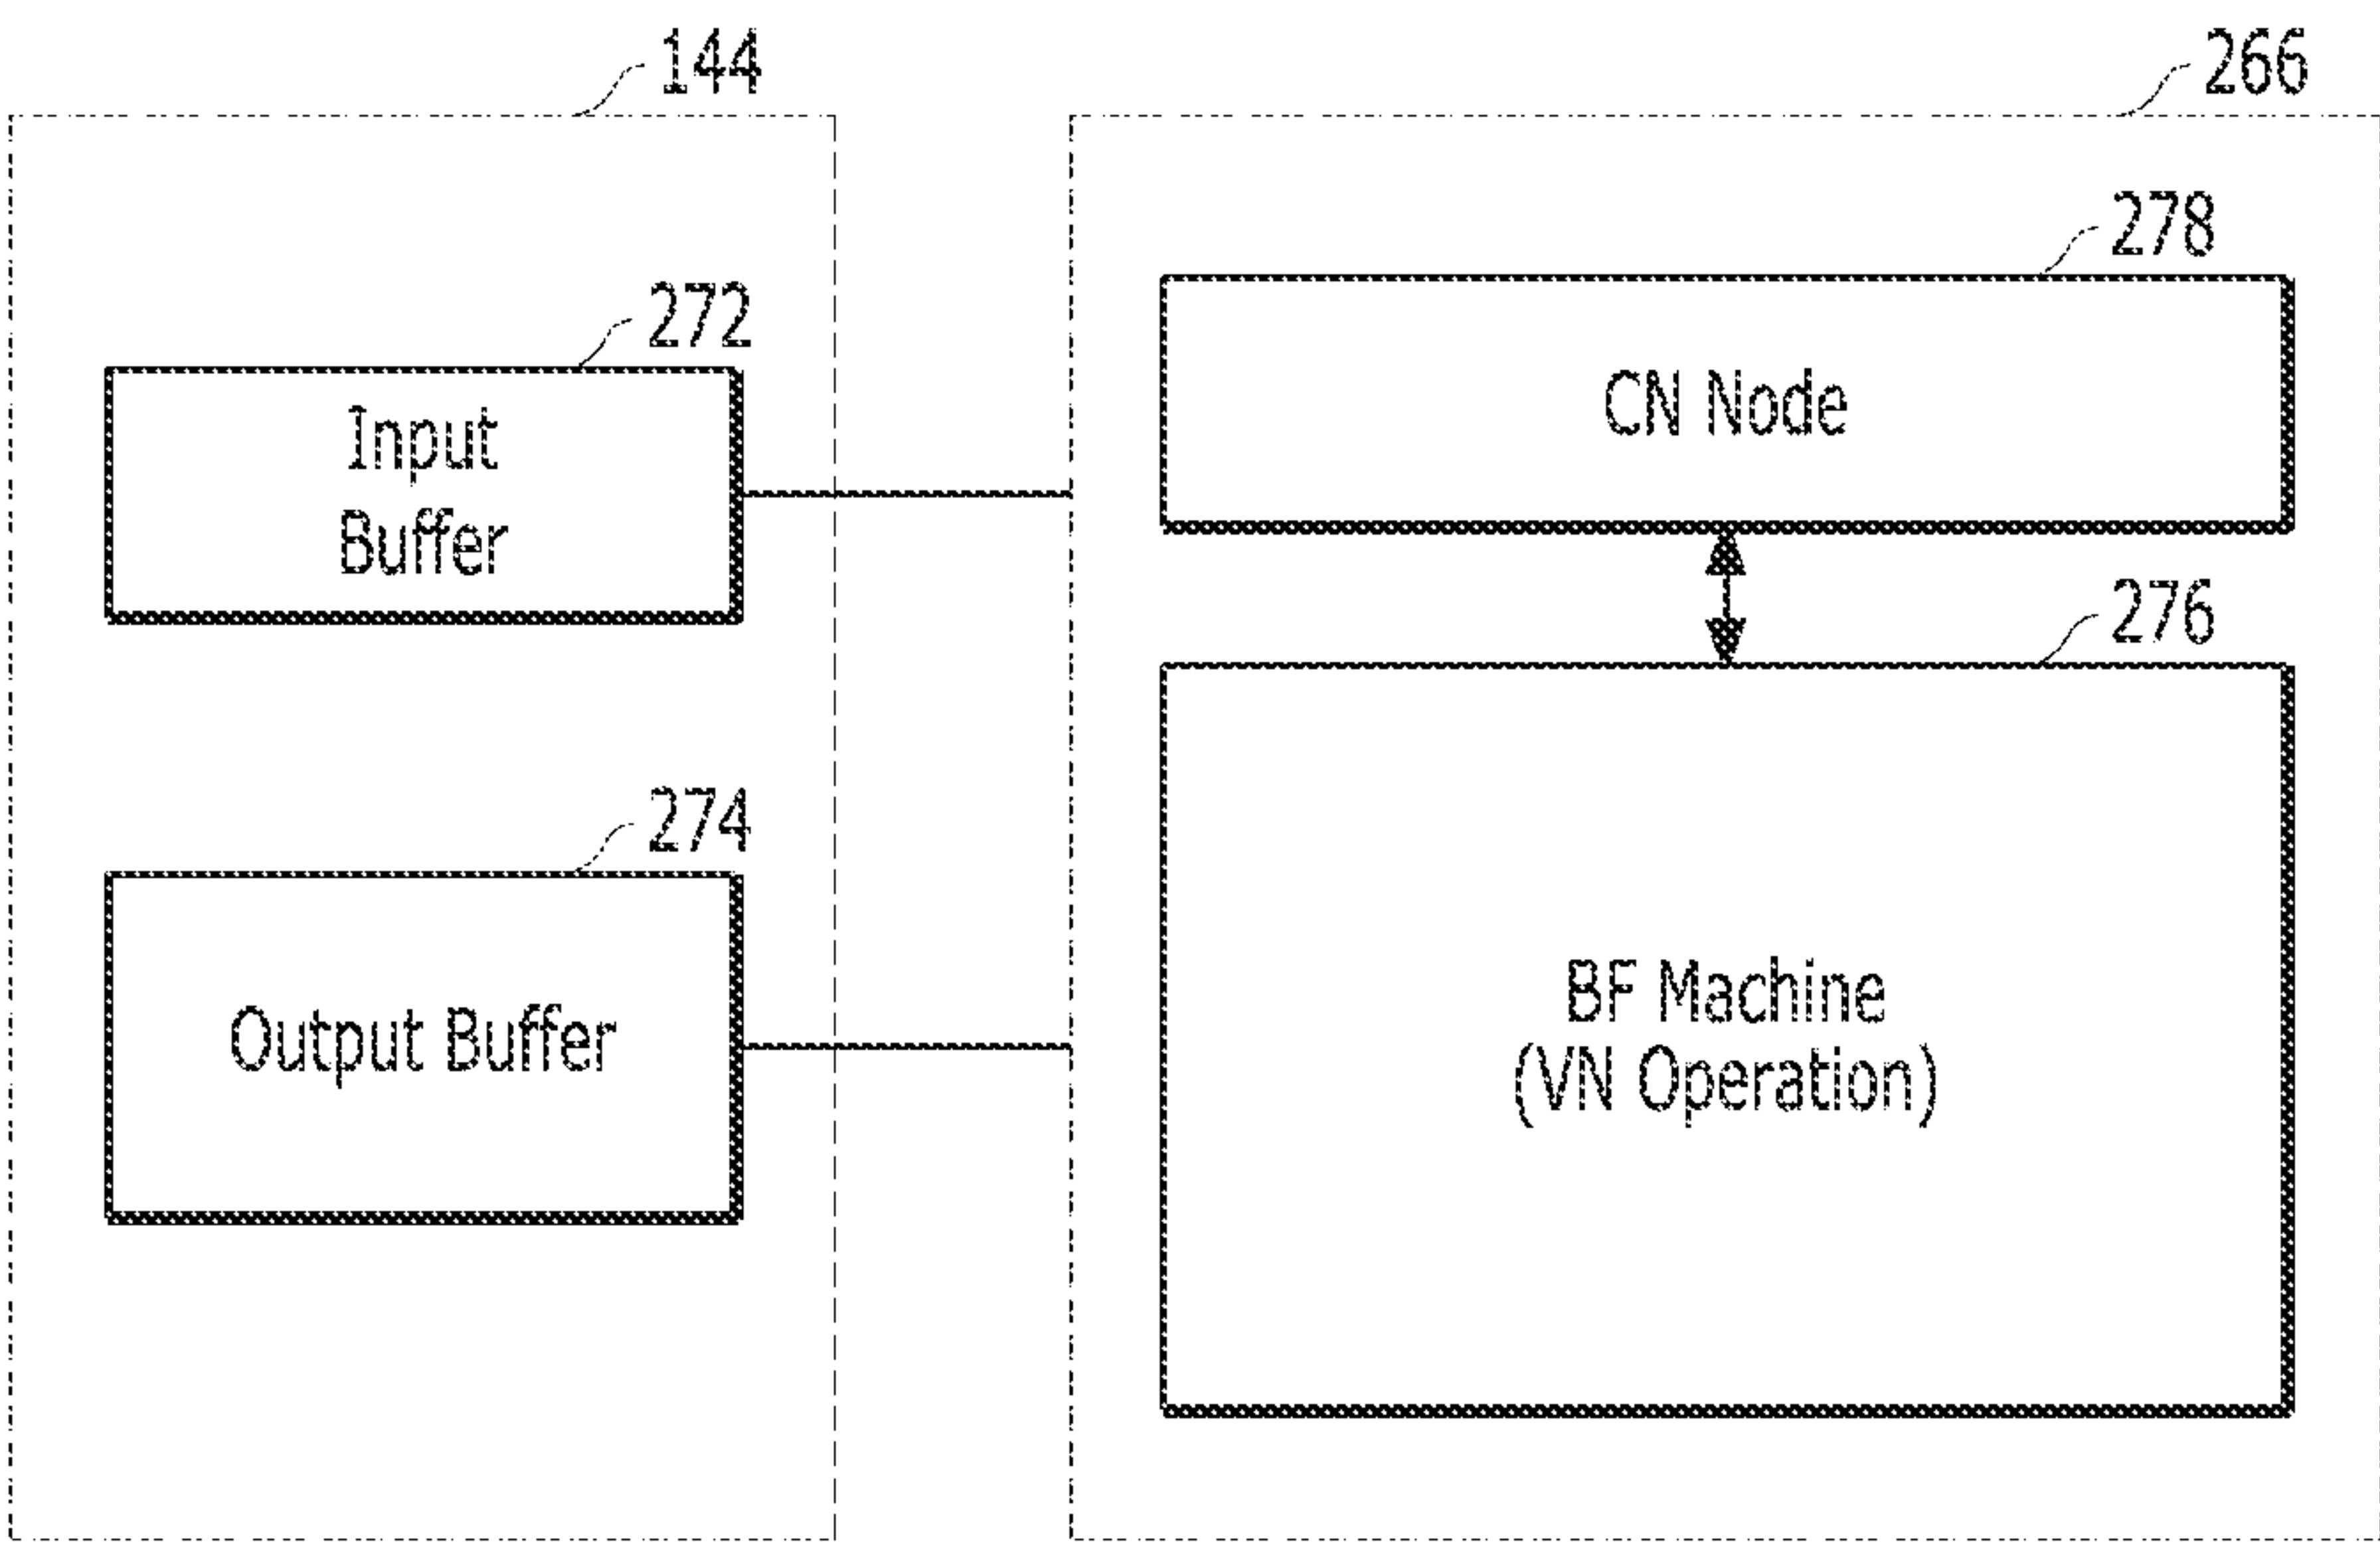 144
266
278
272
CN Node
Input
Buffer
276
274
BF Machine
Output Buffer
(VN Operation)